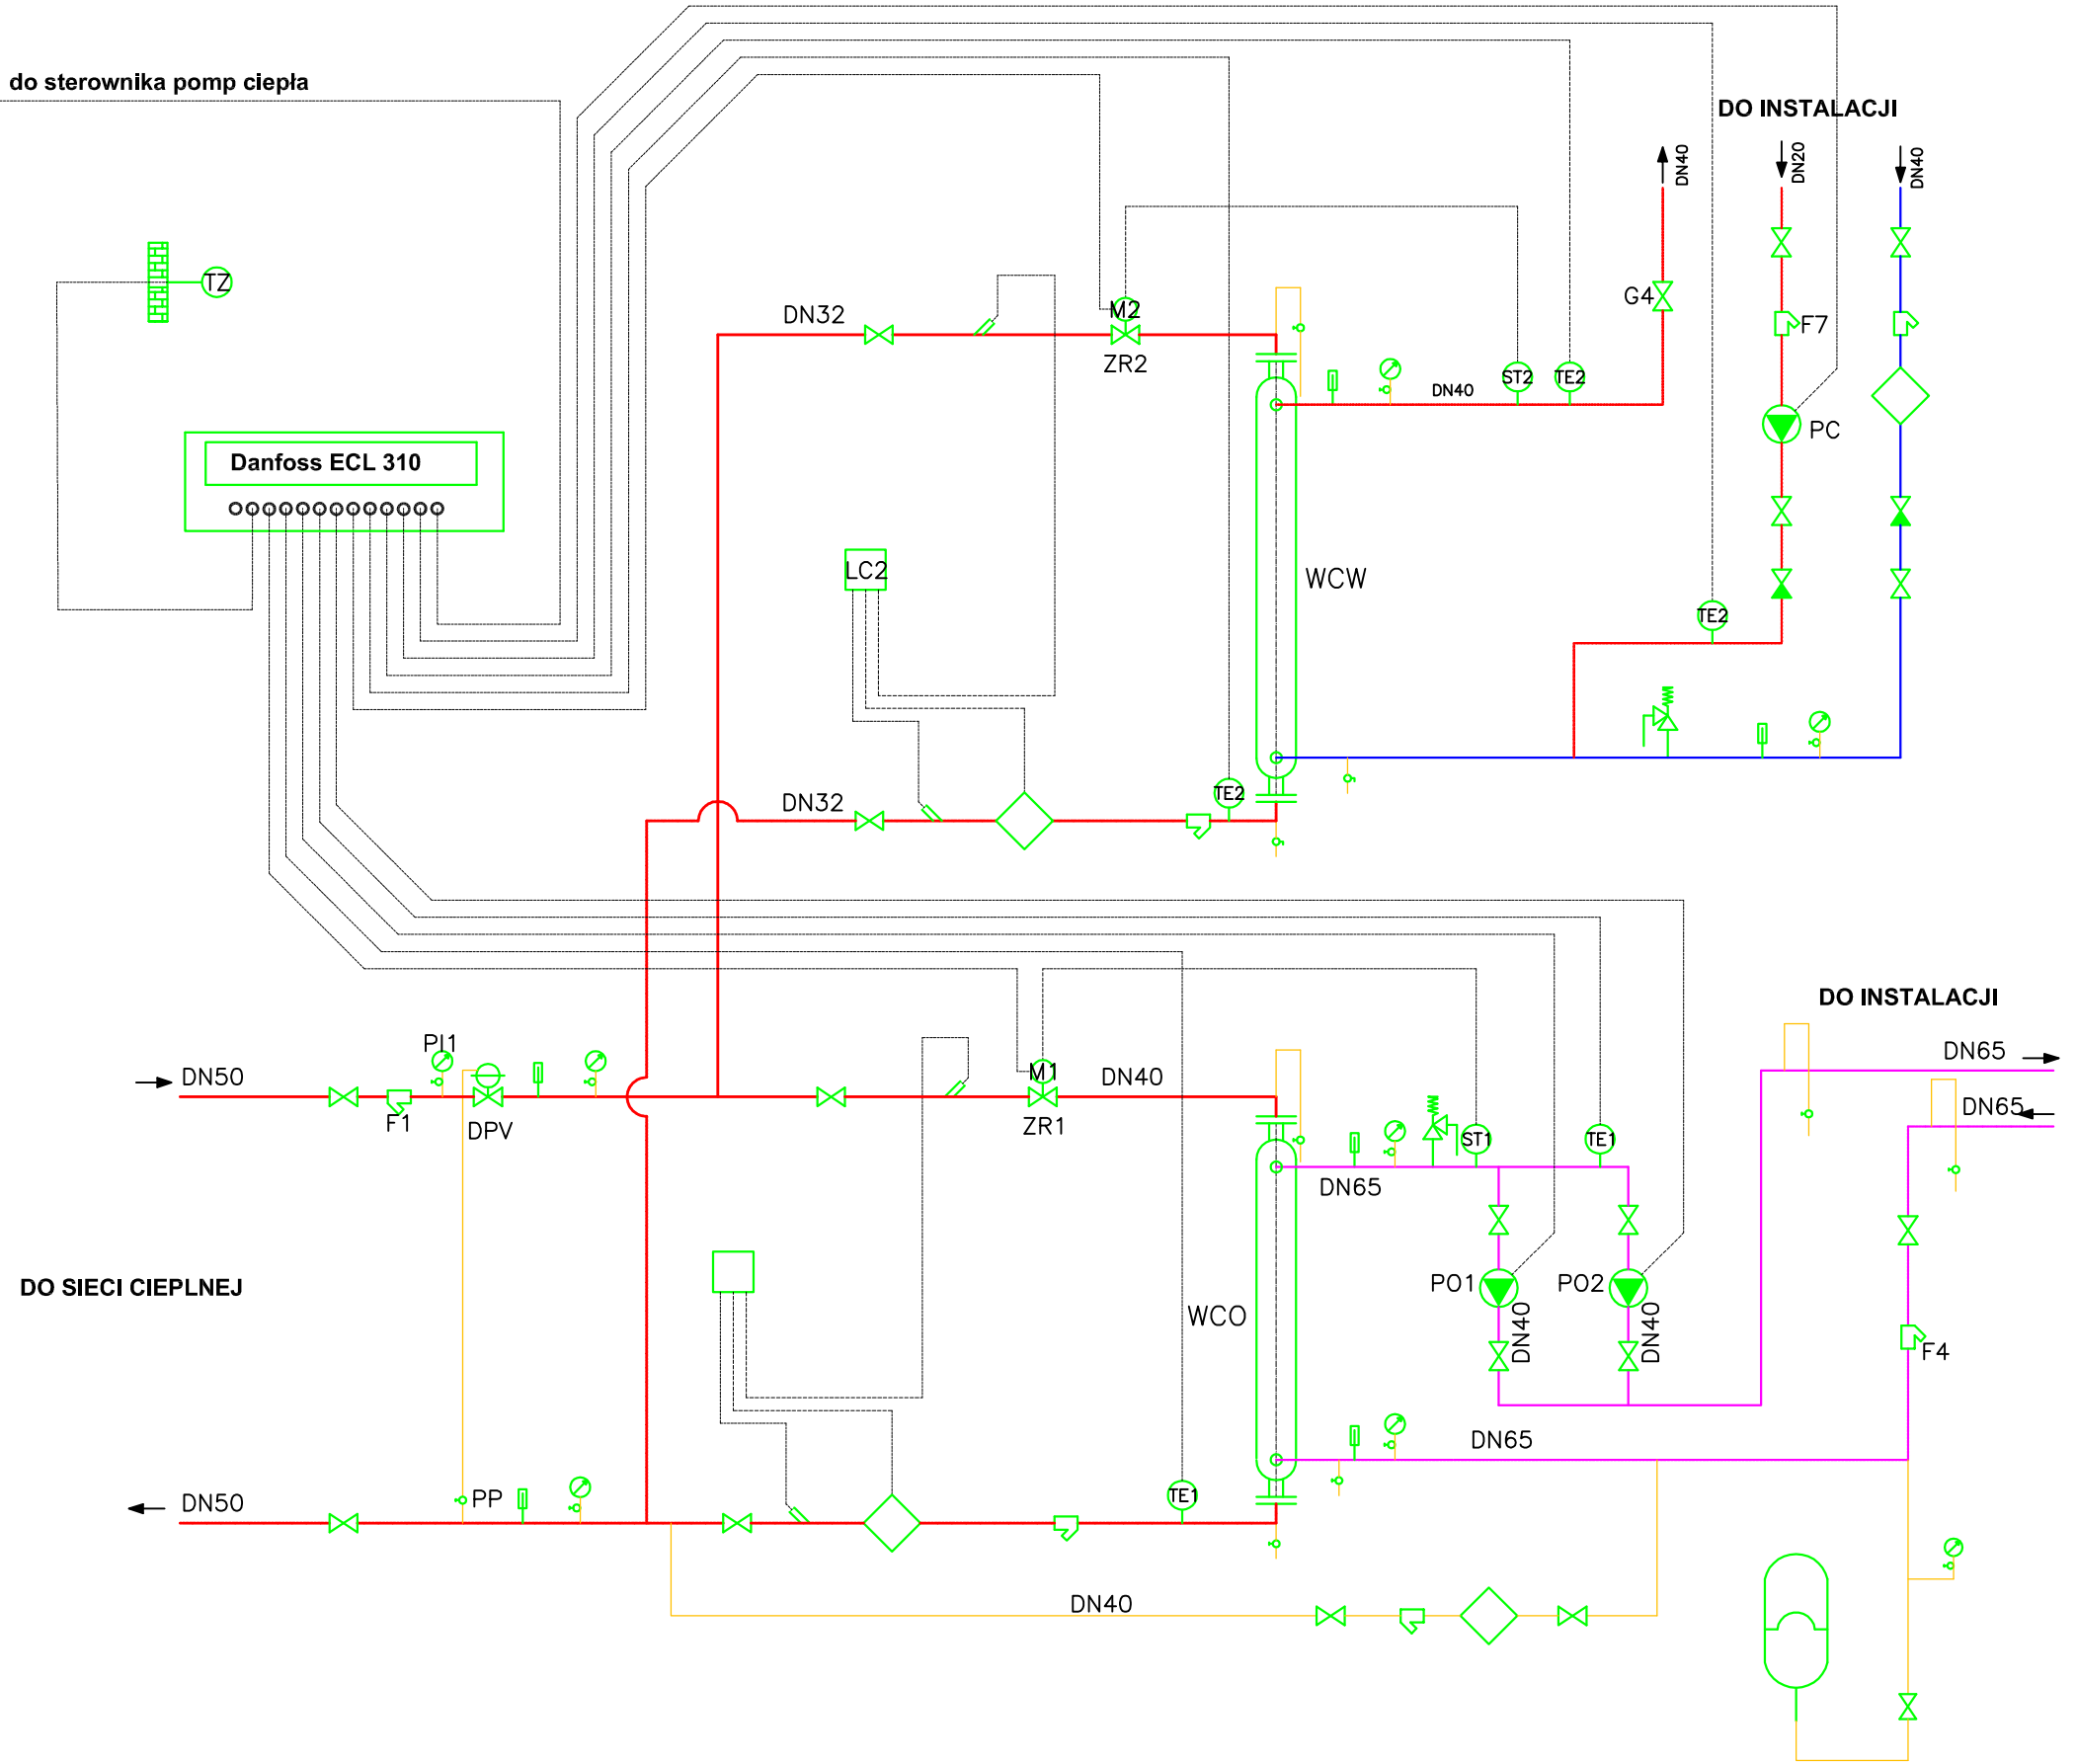 do sterownika pomp ciepła
DO INSTALACJI
DN40
DN20
DN40
TZ
DN32
M2
ZR2
G4
F7
ST2
TE2
DN40
PC
Danfoss ECL 310
LC2
WCW
TE2
DN32
TE2
DO INSTALACJI
PI1
DN50
F1
DPV
M1
ZR1
DN40
DN65
DN65
ST1
TE1
DN65
DO SIECI CIEPLNEJ
WCO
PO1
DN40
PO2
DN40
F4
DN65
DN50
PP
TE1
DN40